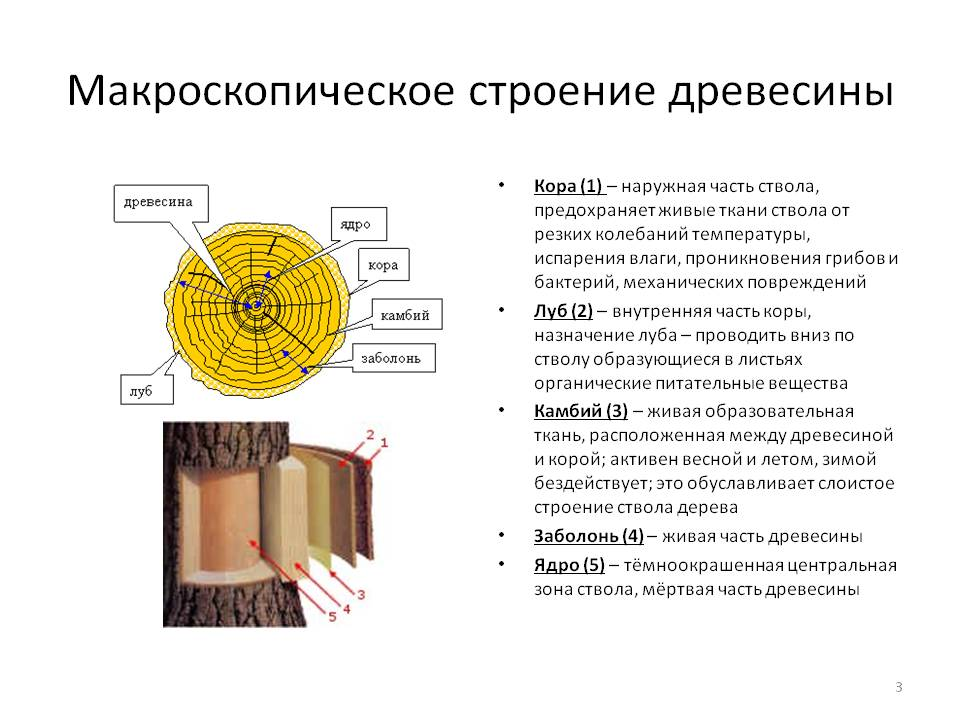 Макроскопическое строение древесины
древесина
ядро
кора
камбий
заболонь
луб
2
1
3
4
5
• Кора (1) – наружная часть ствола,
предохраняет живые ткани ствола от
резких колебаний температуры,
испарения влаги, проникновения грибов и
бактерий, механических повреждений
• Луб (2) – внутренняя часть коры,
назначение луба – проводить вниз по
стволу образующиеся в листьях
органические питательные вещества
• Камбий (3) – живая образовательная
ткань, расположенная между древесиной
и корой; активен весной и летом, зимой
бездействует; это обуславливает слоистое
строение ствола дерева
• Заболонь (4) – живая часть древесины
• Ядро (5) – тёмноокрашенная центральная
зона ствола, мёртвая часть древесины
3